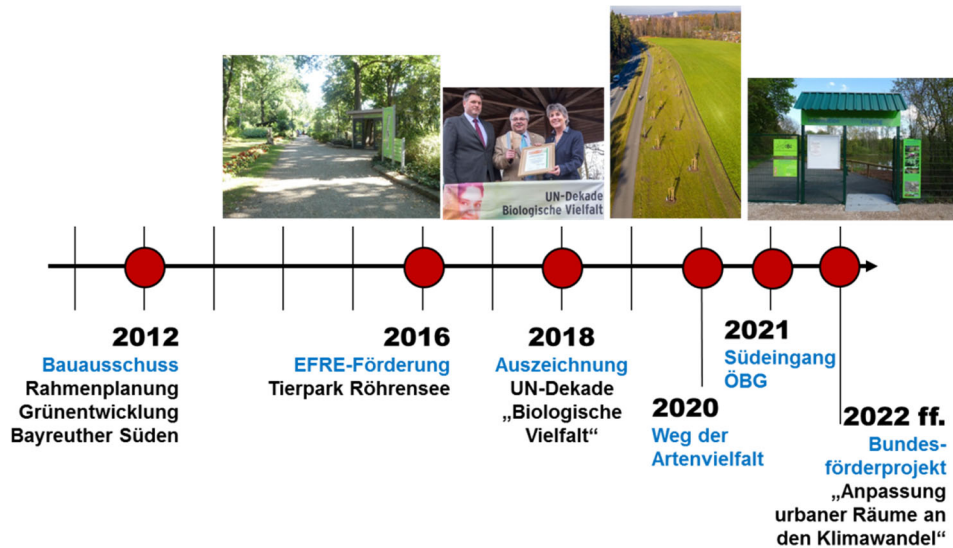 UN-Dekade
Biologische Vielfalt
2012
Bauausschuss
Rahmenplanung
Grünentwicklung
Bayreuther Süden
2016
EFRE-Förderung
Tierpark Röhrensee
2018
Auszeichnung
UN-Dekade
„Biologische
Vielfalt“
2020
Weg der
Artenvielfalt
2021
Südeingang
ÖBG
2022 ff.
Bundes-
förderprojekt
„Anpassung
urbaner Räume an
den Klimawandel“